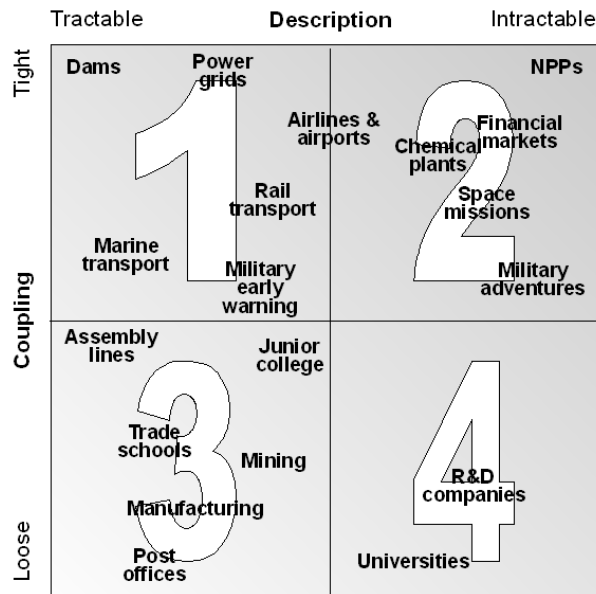 Tractable Description Intractable
Tight
Coupling
Loose
1
Dams
Power
grids
Airlines &
airports
Rail
transport
Marine
transport
Military
early
warning
2
NPPs
Financial
markets
Chemical
plants
Space
missions
Military
adventures
3
Assembly
lines
Junior
college
Trade
schools
Mining
Manufacturing
Post
offices
4
R&D
companies
Universities